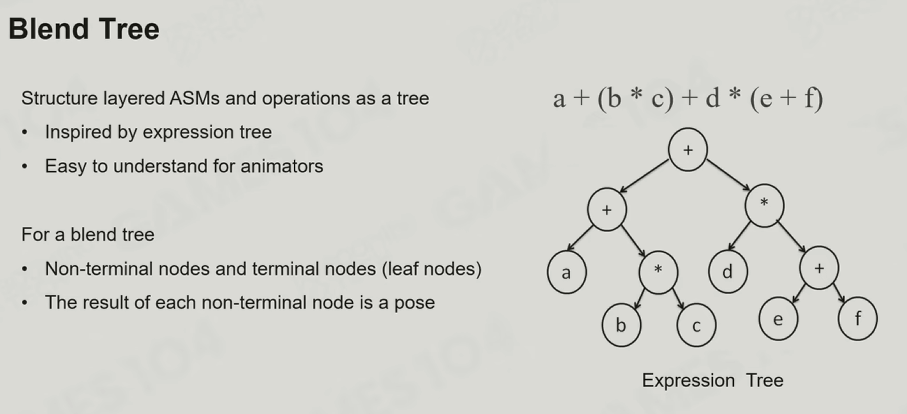 Blend Tree
Structure layered ASMs and operations as a tree
• Inspired by expression tree
• Easy to understand for animators
For a blend tree
• Non-terminal nodes and terminal nodes (leaf nodes)
• The result of each non-terminal node is a pose
a + (b * c) + d * (e + f)
+
+ *
a * d +
b c e f
Expression Tree